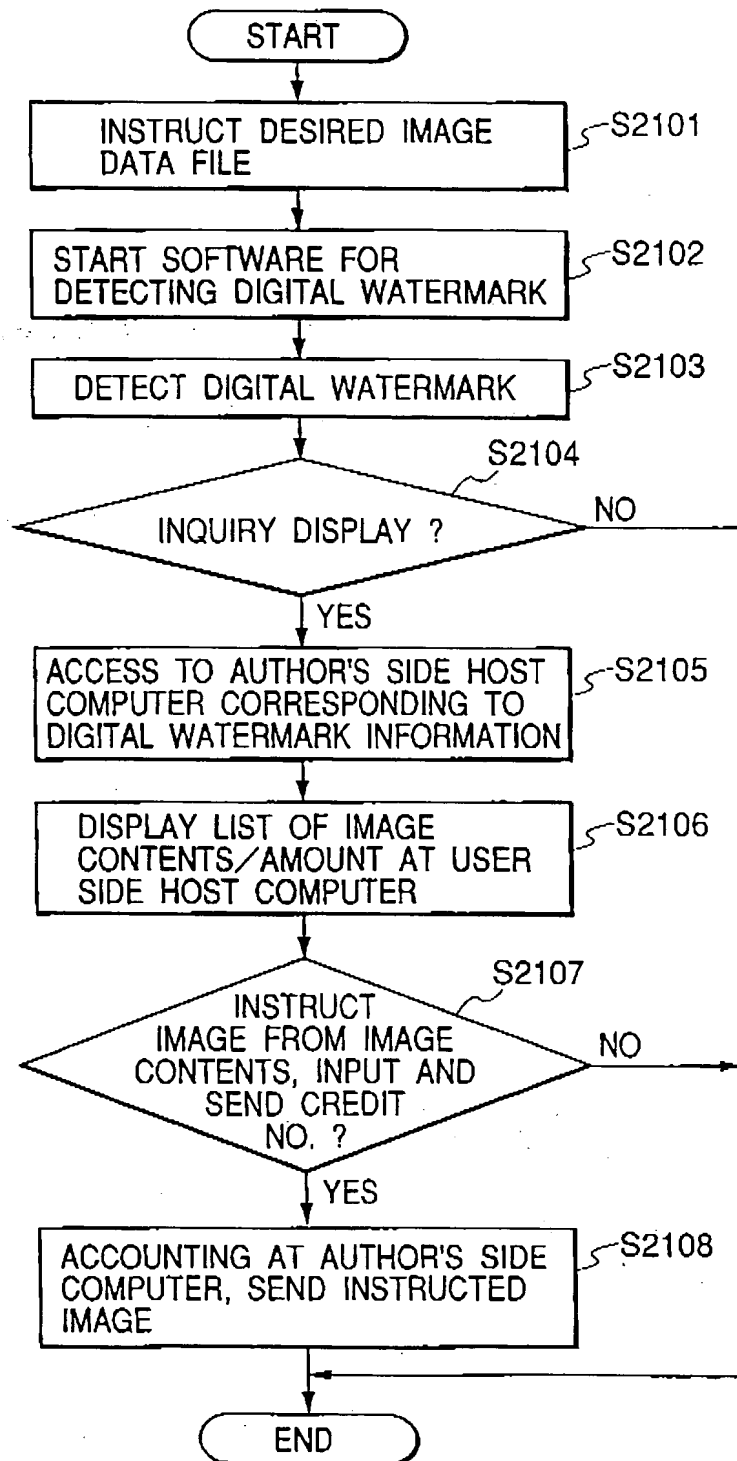 START
INSTRUCT DESIRED IMAGE
DATA FILE
S2101
START SOFTWARE FOR
DETECTING DIGITAL WATERMARK
S2102
DETECT DIGITAL WATERMARK
S2103
S2104
INQUIRY DISPLAY ?
NO
YES
ACCESS TO AUTHOR'S SIDE HOST
COMPUTER CORRESPONDING TO
DIGITAL WATERMARK INFORMATION
S2105
DISPLAY LIST OF IMAGE
CONTENTS/AMOUNT AT USER
SIDE HOST COMPUTER
S2106
S2107
INSTRUCT
IMAGE FROM IMAGE
CONTENTS, INPUT AND
SEND CREDIT
NO. ?
NO
YES
ACCOUNTING AT AUTHOR'S SIDE
COMPUTER, SEND INSTRUCTED
IMAGE
S2108
END